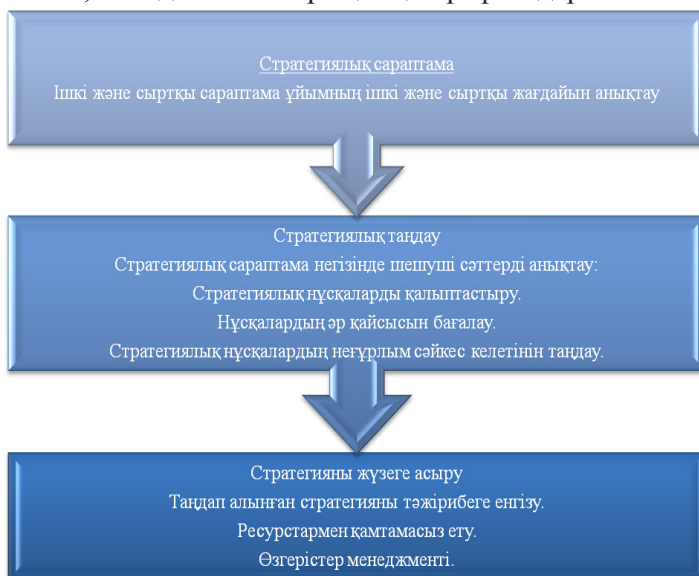 Стратегиялық сараптама
Ішкі және сыртқы сараптама ұйымның ішкі және сыртқы жағдайын анықтау
Стратегиялық таңдау
Стратегиялық сараптама негізінде шешуші сәттерді анықтау:
Стратегиялық нұсқаларды қалыптастыру.
Нұсқалардың әр қайсысын бағалау.
Стратегиялық нұсқалардың неғұрлым сәйкес келетінін таңдау.
Стратегияны жүзеге асыру
Таңдап алынған стратегияны тәжірибеге енгізу.
Ресурстармен қамтамасыз ету.
Өзгерістер менеджменті.